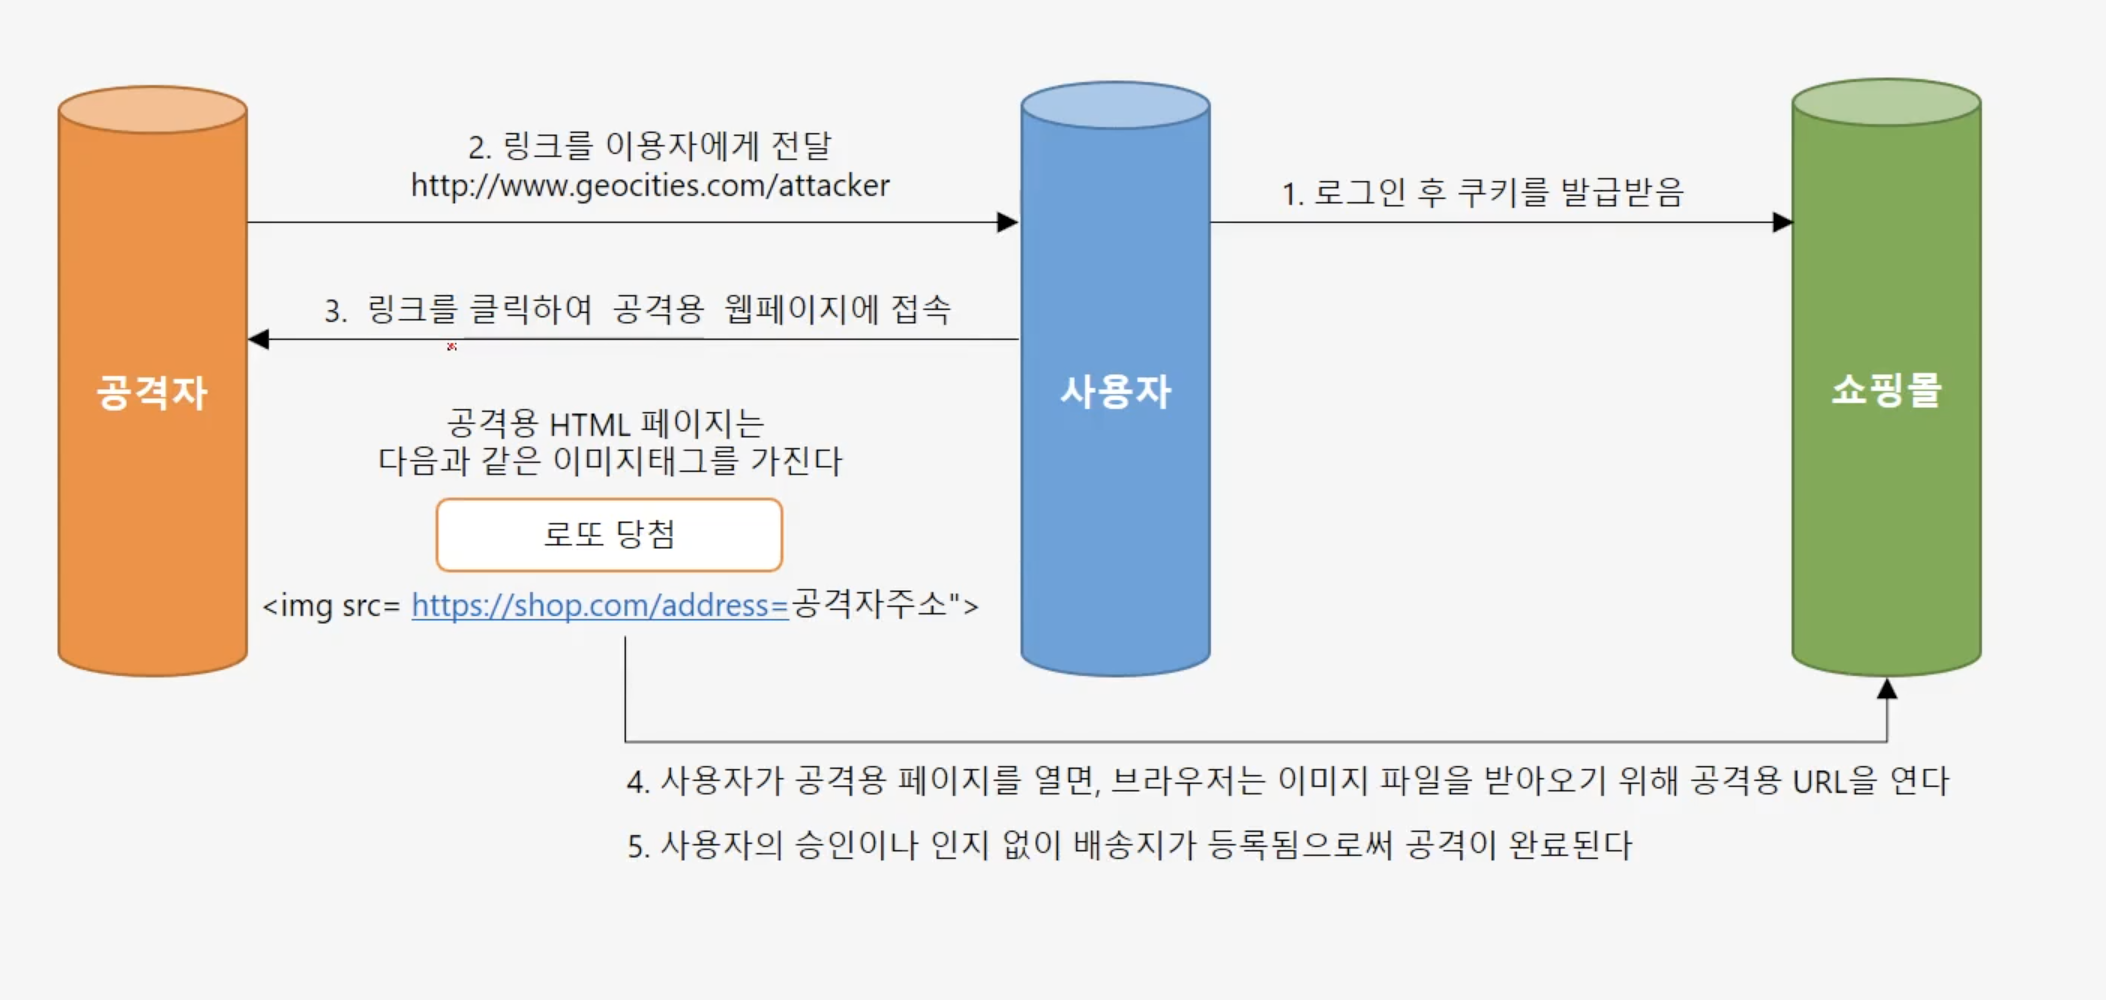 2. 링크를 이용자에게 전달
http://www.geocities.com/attacker
1. 로그인 후 쿠키를 발급받음
3. 링크를 클릭하여 공격용 웹페이지에 접속
공격자
사용자
쇼핑몰
공격용 HTML 페이지는
다음과 같은 이미지태그를 가진다
로또 당첨
<img src= https://shop.com/address=공격자주소">
4. 사용자가 공격용 페이지를 열면, 브라우저는 이미지 파일을 받아오기 위해 공격용 URL을 연다
5. 사용자의 승인이나 인지 없이 배송지가 등록됨으로써 공격이 완료된다